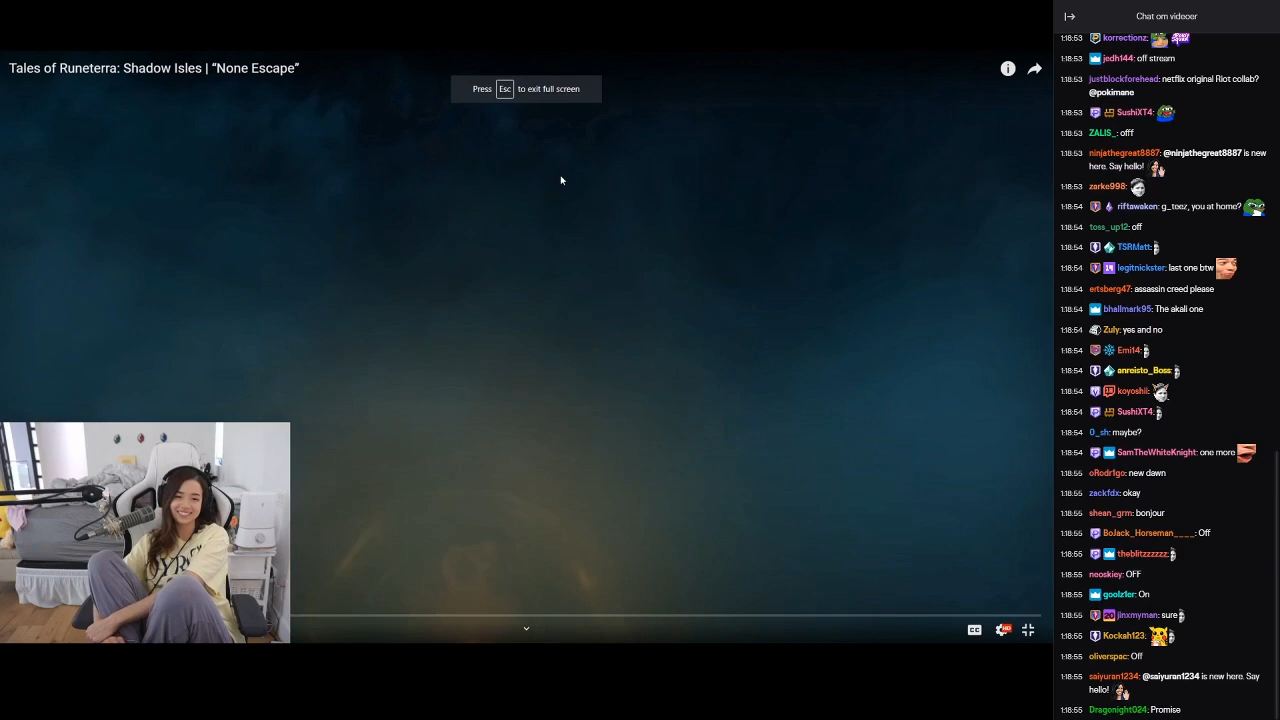 Tales of Runeterra: Shadow Isles | “None Escape”
Press Esc to exit full screen
CC
HD
Chat om videoer
1:18:53 korrectionz:
1:18:53 jedh144: off stream
1:18:53 justblockforehead: netflix original Riot collab?
@pokimane
1:18:53 SushiXT4:
1:18:53 ZALIS_: offf
1:18:53 ninjathegreat8887: @ninjathegreat8887 is new
here. Say hello!
1:18:53 zarke998:
1:18:54 riftawaken: g_teez, you at home?
1:18:54 toss_up12: off
1:18:54 TSRMatt:
1:18:54 legitnickster: last one btw
1:18:54 ertsberg47: assassin creed please
1:18:54 bhallmark95: The akali one
1:18:54 Zuly: yes and no
1:18:54 Emi14:
1:18:54 anreisto_Boss:
1:18:54 koyoshii:
1:18:54 SushiXT4:
1:18:54 0_sh: maybe?
1:18:54 SamTheWhiteKnight: one more
1:18:55 oRodr1go: new dawn
1:18:55 zackfdx: okay
1:18:55 shean_grm: bonjour
1:18:55 BoJack_Horseman____: Off
1:18:55 theblitzzzzzz:
1:18:55 neoskiey: OFF
1:18:55 goolz1er: On
1:18:55 jinxmyman: sure
1:18:55 Kockah123:
1:18:55 oliverspac: Off
1:18:55 saiyuran1234: @saiyuran1234 is new here. Say
hello!
1:18:55 Dragonight024: Promise